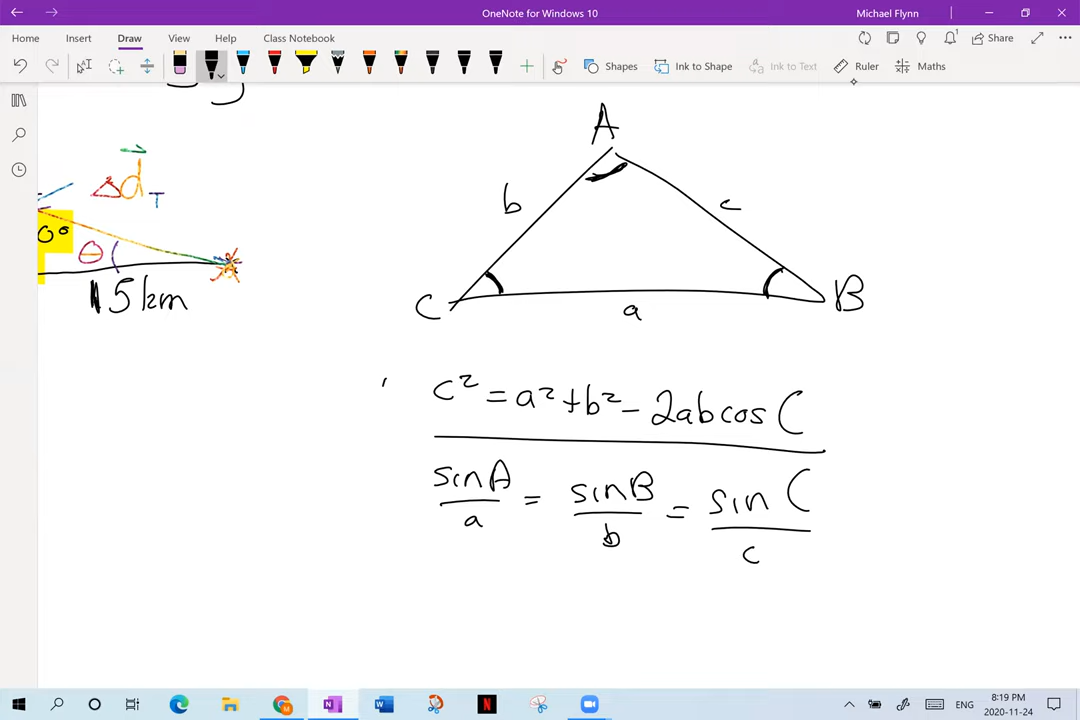 OneNote for Windows 10
Michael Flynn
Home Insert Draw View Help Class Notebook
Share
Shapes Ink to Shape Ink to Text Ruler Maths
A
Δd T
b c
0° θ
15 km
C a B
c² = a² + b² - 2ab cos C
sin A / a = sin B / b = sin C / c
ENG 8:19 PM
2020-11-24